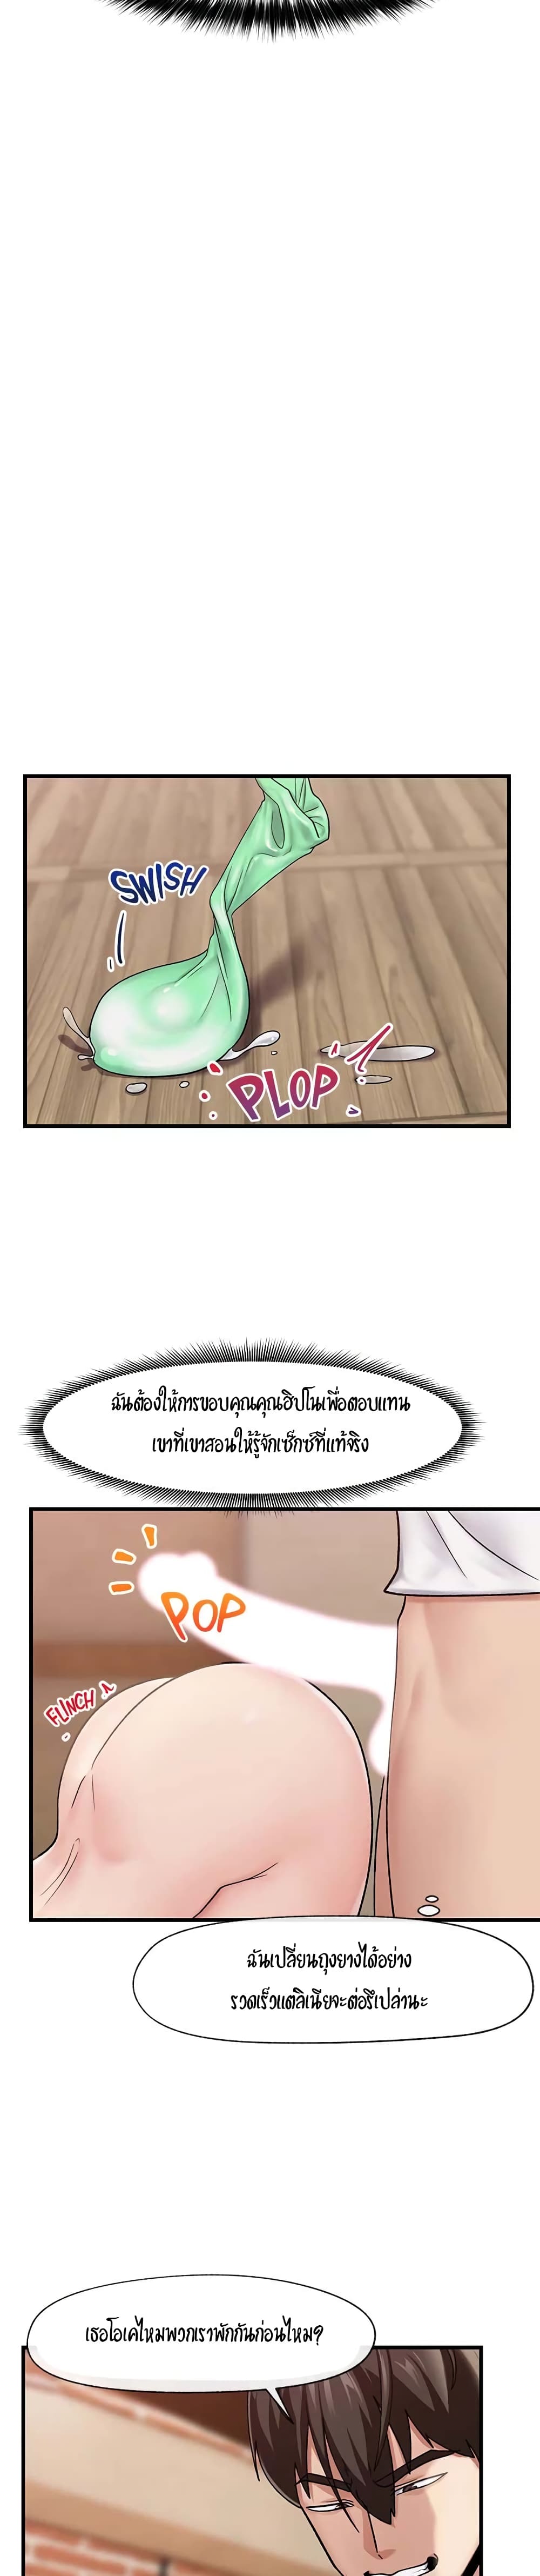 SWISH
PLOP
ฉันต้องให้การขอบคุณคุณฮิปโนเพื่อตอบแทน
เขาที่เขาสอนให้รู้จักเซ็กซ์ที่แท้จริง
POP
FLINCH
ฉันเปลี่ยนถุงยางได้อย่าง
รวดเร็วแต่ลิเนียจะต่อรึเปล่านะ
เธอโอเคไหมพวกเราพักกันก่อนไหม?